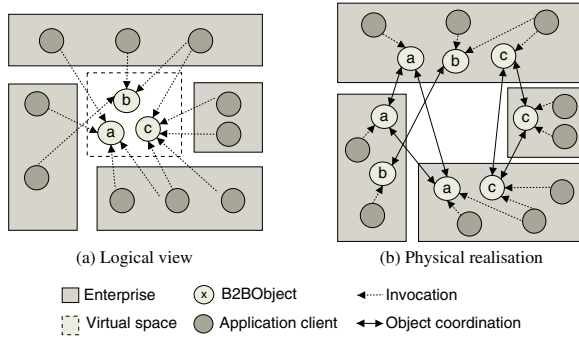 a
b
c
a
b
c
c
a
b
a
c
(a) Logical view
(b) Physical realisation
Enterprise
x
B2BObject
Invocation
Virtual space
Application client
Object coordination